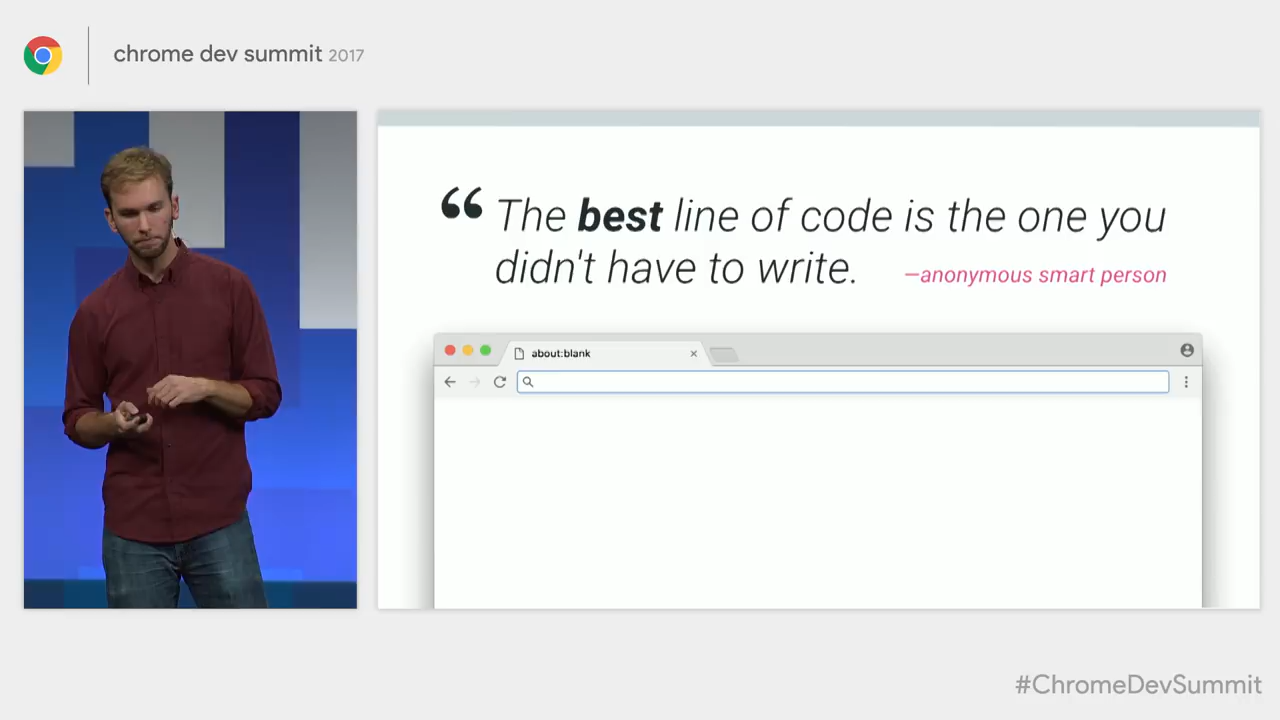 chrome dev summit 2017
“ The best line of code is the one you
didn't have to write. —anonymous smart person
about:blank
#ChromeDevSummit